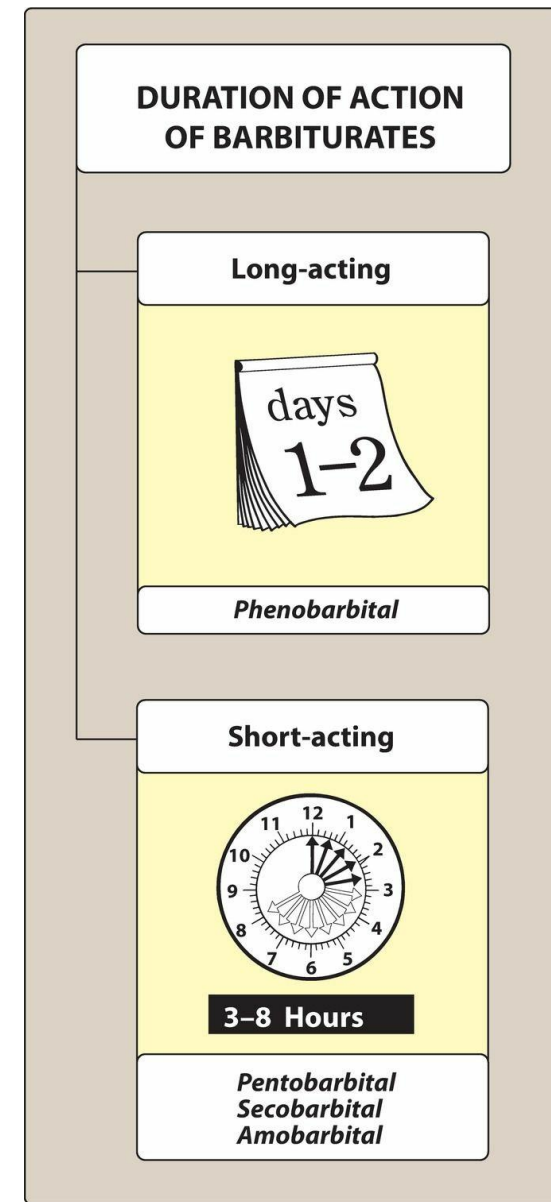 DURATION OF ACTION
OF BARBITURATES
Long-acting
days
1–2
Phenobarbital
Short-acting
12
1
2
3
4
5
6
7
8
9
10
11
3–8 Hours
Pentobarbital
Secobarbital
Amobarbital